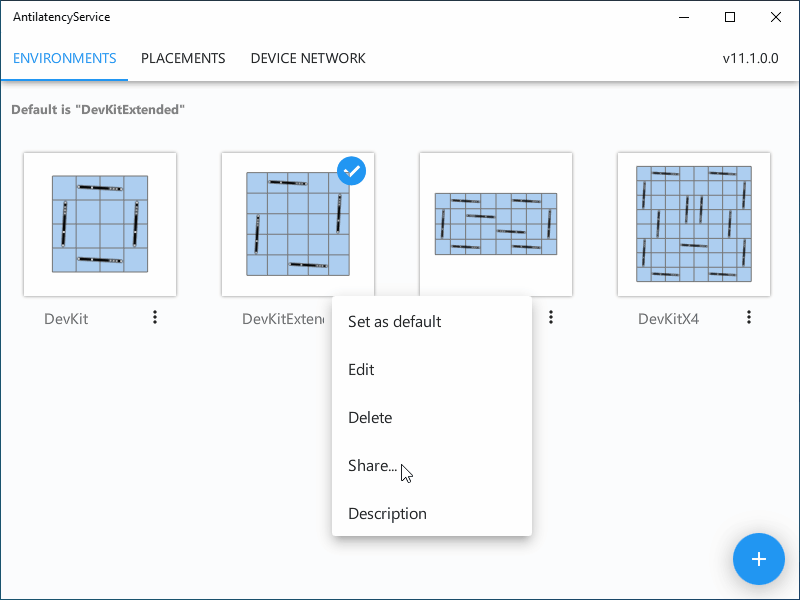 AntilatencyService
ENVIRONMENTS PLACEMENTS DEVICE NETWORK v11.1.0.0
Default is "DevKitExtended"
DevKit DevKitExten DevKitX4
Set as default
Edit
Delete
Share...
Description